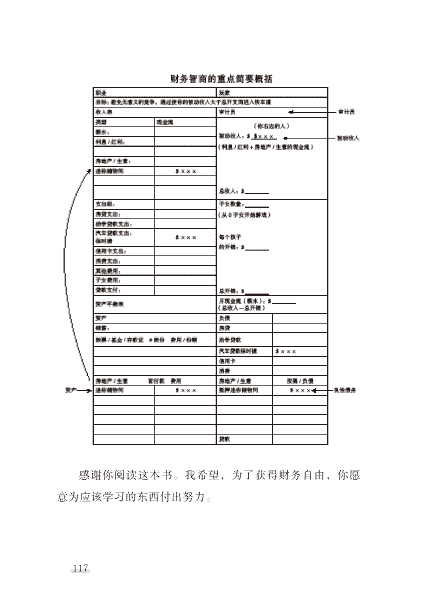 财务智商的重点简要概括
职业 玩家
目标：避免无意义的竞争，通过使你的被动收入大于总开支而进入快车道
收入表 审计员 审计员
类型 现金流 （你右边的人）
薪水： 被动收入：$ $××× 被动收入
利息/红利： （利息/红利+房地产/生意的现金流）
房地产/生意：
迷你储物间 $×××
总收入：$
支出税： 子女数量：
房贷支出： （从0子女开始游戏）
助学贷款支出：
汽车贷款支出： 每个孩子
保时捷 $××× 的开销：$
信用卡支出：
消费支出：
其他费用：
子女费用：
贷款支付： 总开销：$
资产平衡表 月现金流（薪水）：$
（总收入－总开销）
资产 负债
储蓄： 房贷
股票/基金/存款证 #股份 费用/份额 助学贷款
汽车贷款保时捷 $×××
信用卡
消费
房地产/生意 首付款 费用 房地产/生意 按揭/负债
资产 迷你储物间 $××× 抵押迷你储物间 $××× 良性债务
贷款
感谢你阅读这本书。我希望，为了获得财务自由，你愿
意为应该学习的东西付出努力。
117